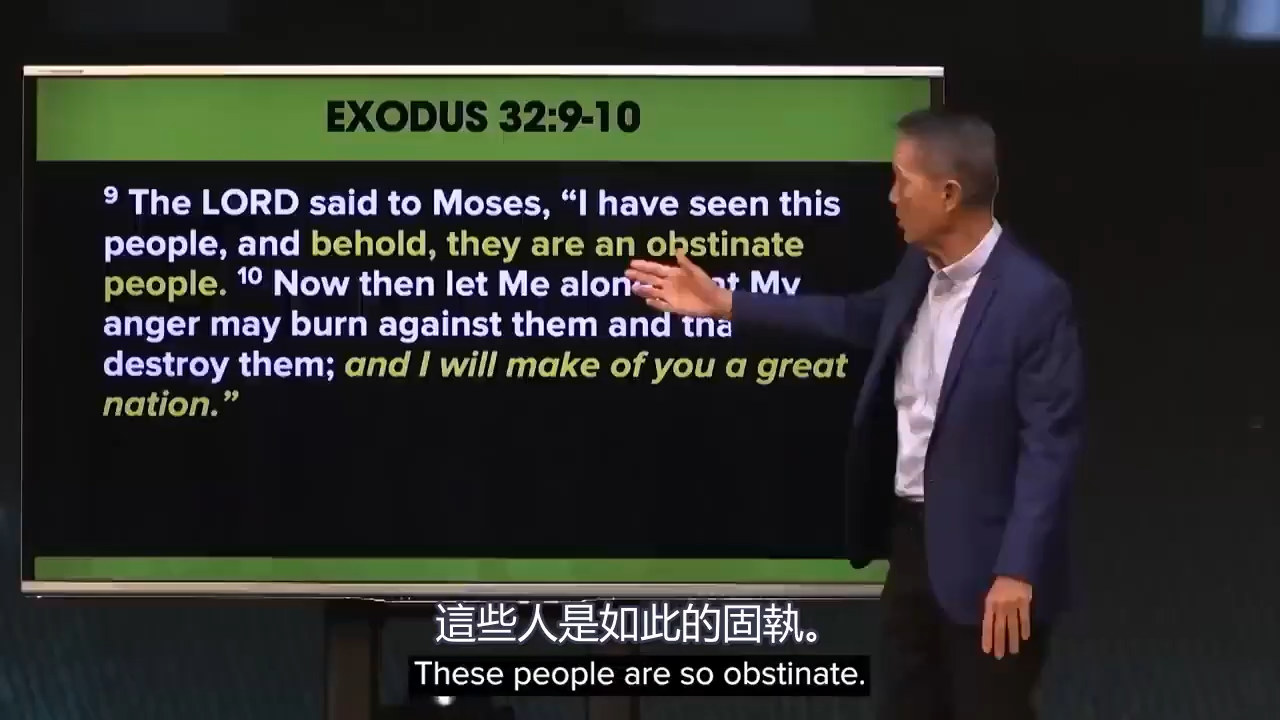 EXODUS 32:9-10
9 The LORD said to Moses, “I have seen this
people, and behold, they are an obstinate
people. 10 Now then let Me alone My
anger may burn against them and
destroy them; and I will make of you a great
nation.”
這些人是如此的固執。
These people are so obstinate.